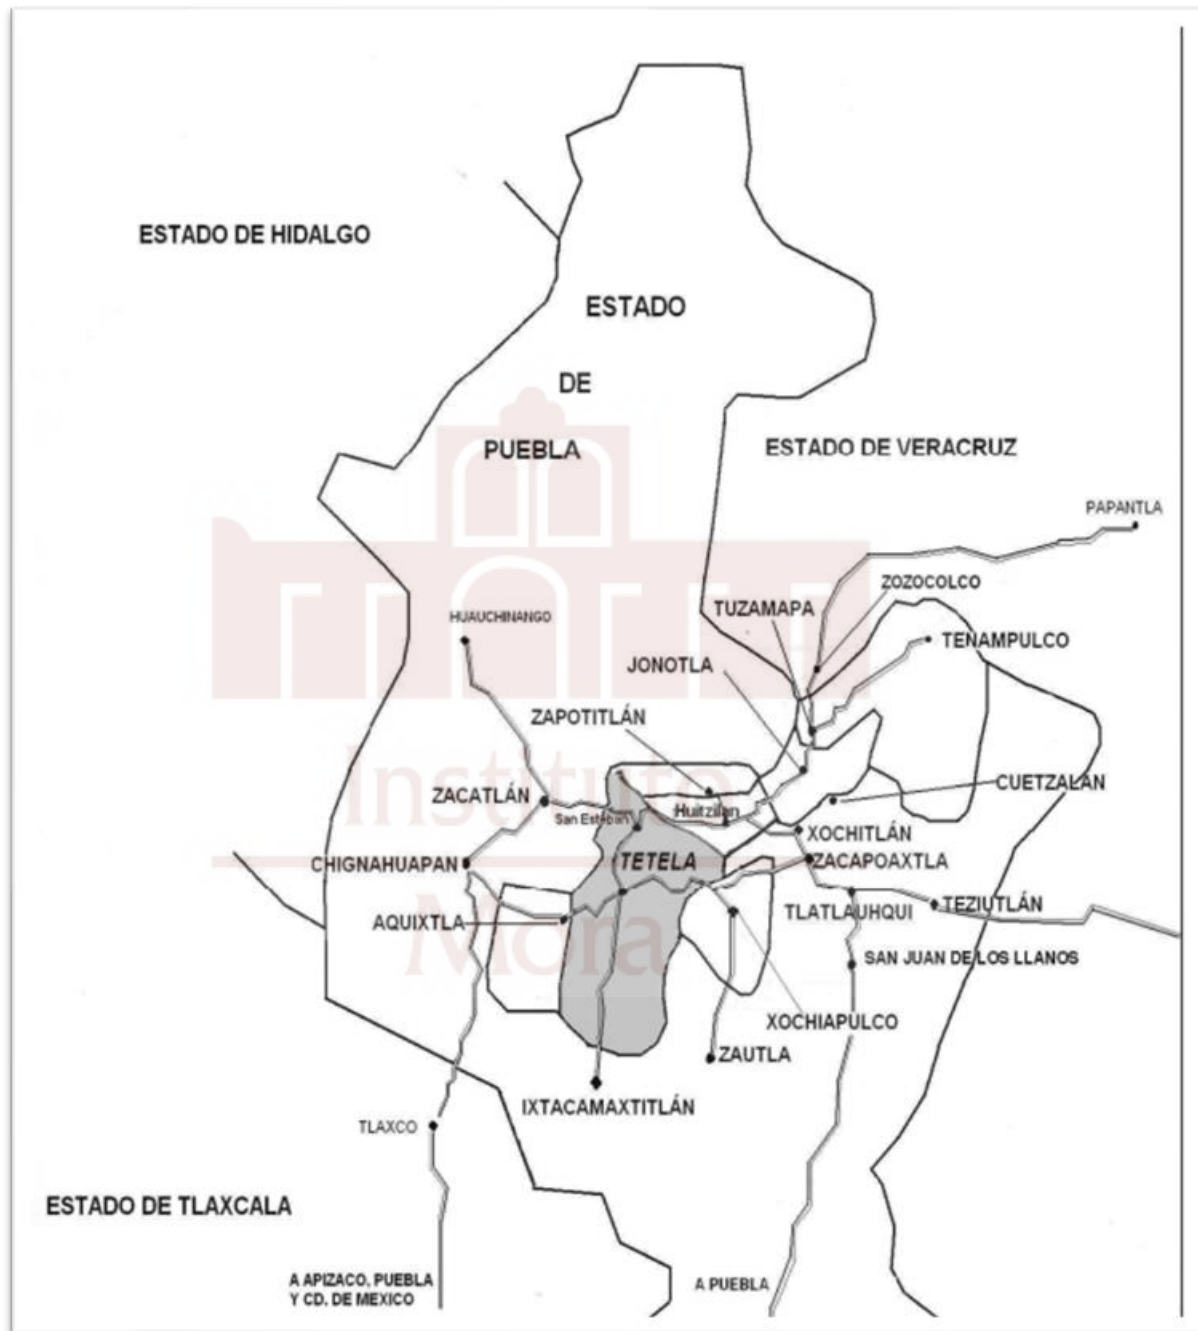 ESTADO DE HIDALGO
ESTADO
DE
PUEBLA
ESTADO DE VERACRUZ
PAPANTLA
ZOZOCOLCO
TUZAMAPA
HUAUCHINANGO
TENAMPULCO
JONOTLA
ZAPOTITLÁN
Instituto
CUETZALAN
ZACATLÁN
San Esteban
Huitzilan
XOCHITLÁN
CHIGNAHUAPAN
TETELA
ZACAPOAXTLA
AQUIXTLA
TLATLAUHQUI
TEZIUTLÁN
Mora
SAN JUAN DE LOS LLANOS
XOCHIAPULCO
ZAUTLA
IXTACAMAXTITLÁN
TLAXCO
ESTADO DE TLAXCALA
A APIZACO, PUEBLA
Y CD. DE MEXICO
A PUEBLA